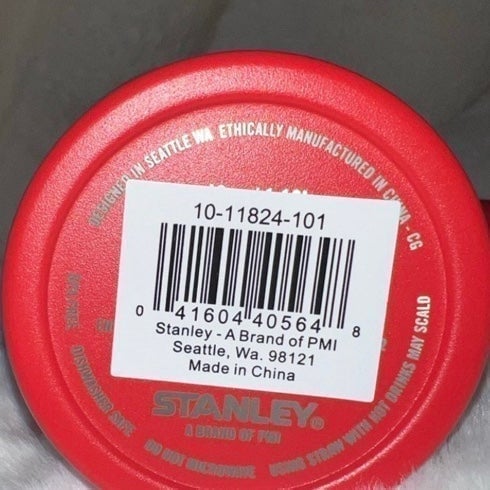 DESIGNED IN SEATTLE WA ETHICALLY MANUFACTURED IN CHINA - CG
10-11824-101
0 41604 40564 8
Stanley - A Brand of PMI
Seattle, Wa. 98121
Made in China
STANLEY®
A BRAND OF PMI
DISHWASHER SAFE
DO NOT MICROWAVE
USING STRAW WITH HOT DRINKS MAY SCALD